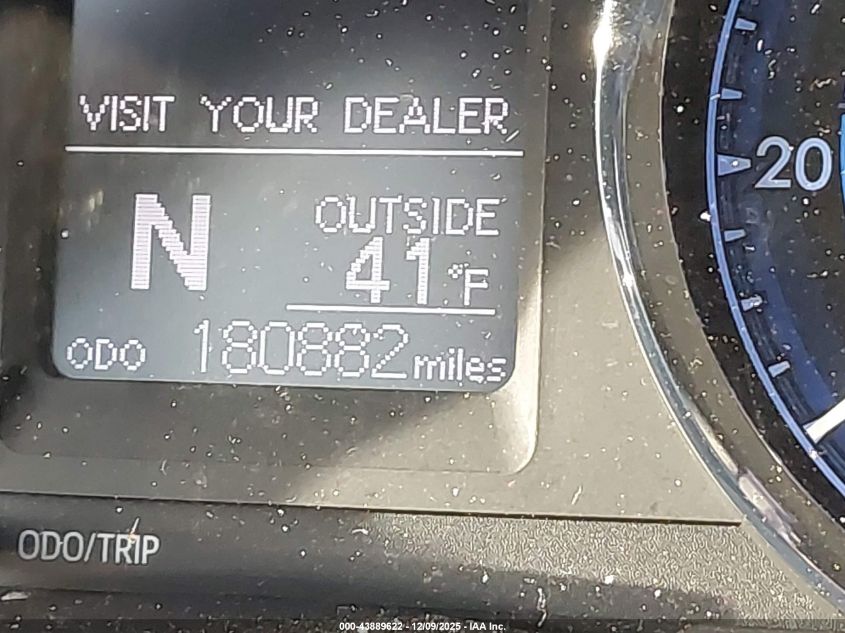 VISIT YOUR DEALER
N
OUTSIDE
41°F
ODO 180882 miles
20
ODO/TRIP
000-43889622 - 12/09/2025 - IAA Inc.